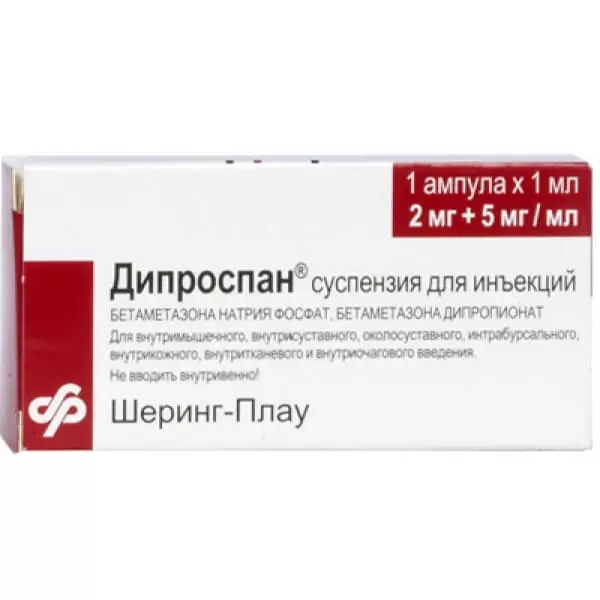 1 ампула х 1 мл
2 мг + 5 мг / мл
Дипроспан® суспензия для инъекций
БЕТАМЕТАЗОНА НАТРИЯ ФОСФАТ, БЕТАМЕТАЗОНА ДИПРОПИОНАТ
Для внутримышечного, внутрисуставного, околосуставного, интрабурсального,
внутрикожного, внутритканевого и внутриочагового введения.
Не вводить внутривенно!
Шеринг-Плау